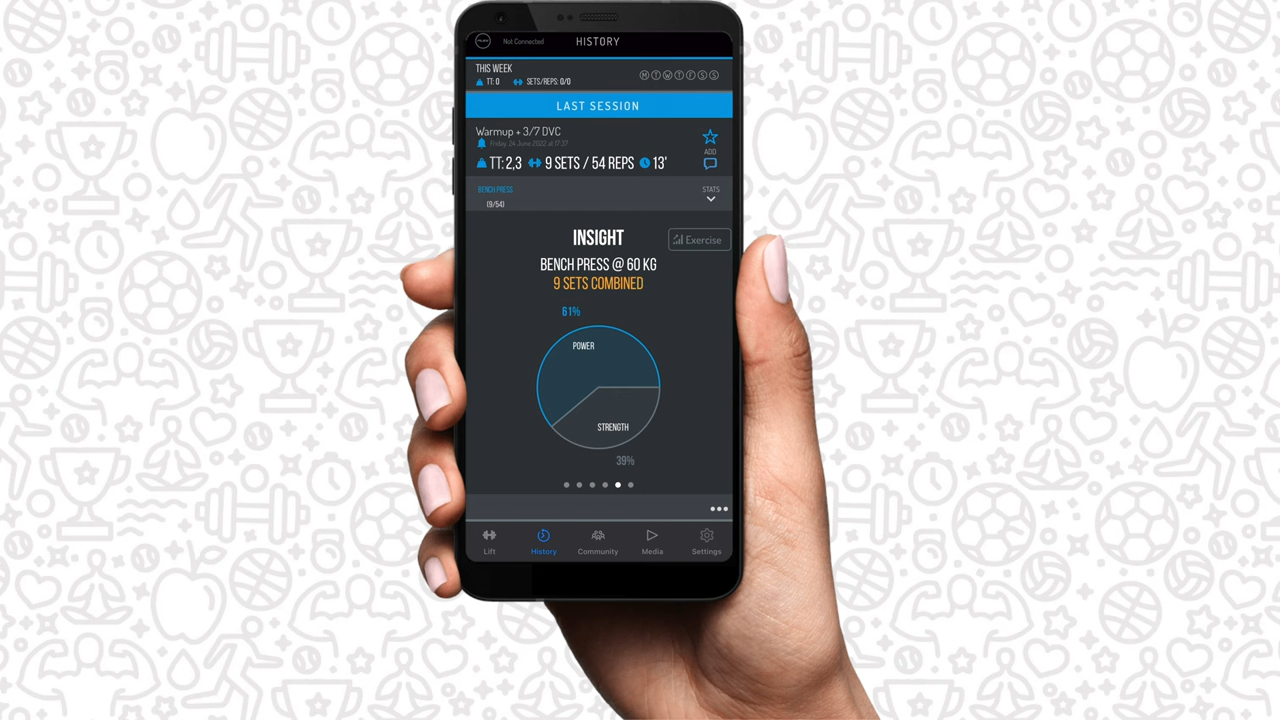 Not Connected
HISTORY
THIS WEEK
TT: 0 SETS/REPS: 0/0
M T W T F S S
LAST SESSION
Warmup + 3/7 DVC
Friday, 24 June 2022 at 17:37
ADD
TT: 2,3 9 SETS / 54 REPS 13'
BENCH PRESS
STATS
(9/54)
INSIGHT
Exercise
BENCH PRESS @ 60 KG
9 SETS COMBINED
61%
POWER
STRENGTH
39%
Lift History Community Media Settings